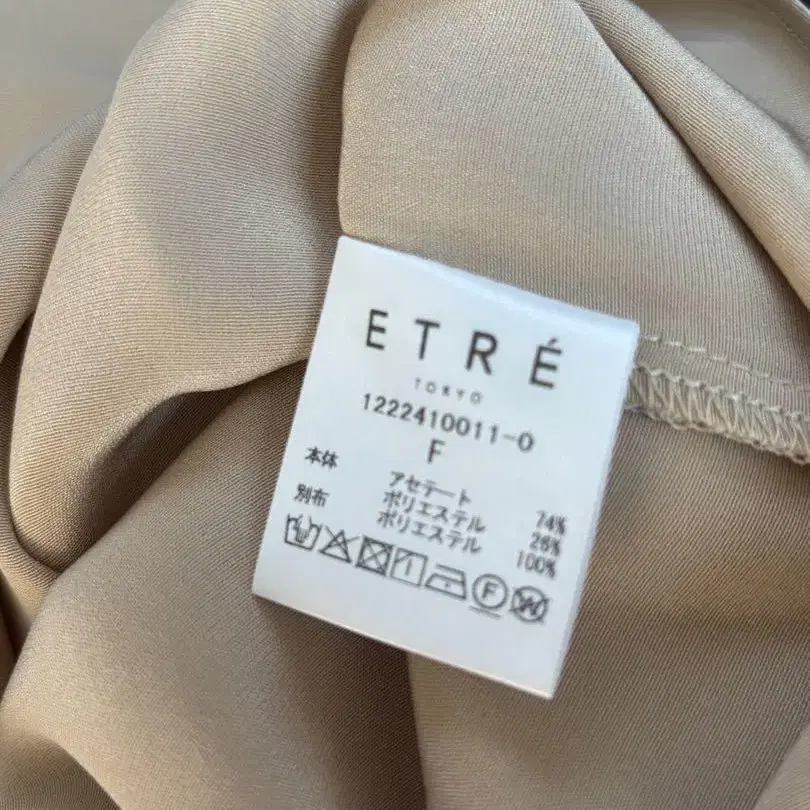 ETRÉ
TOKYO
1222410011-0
F
本体 アセテート 74%
ポリエステル 26%
別布 ポリエステル 100%
F
W